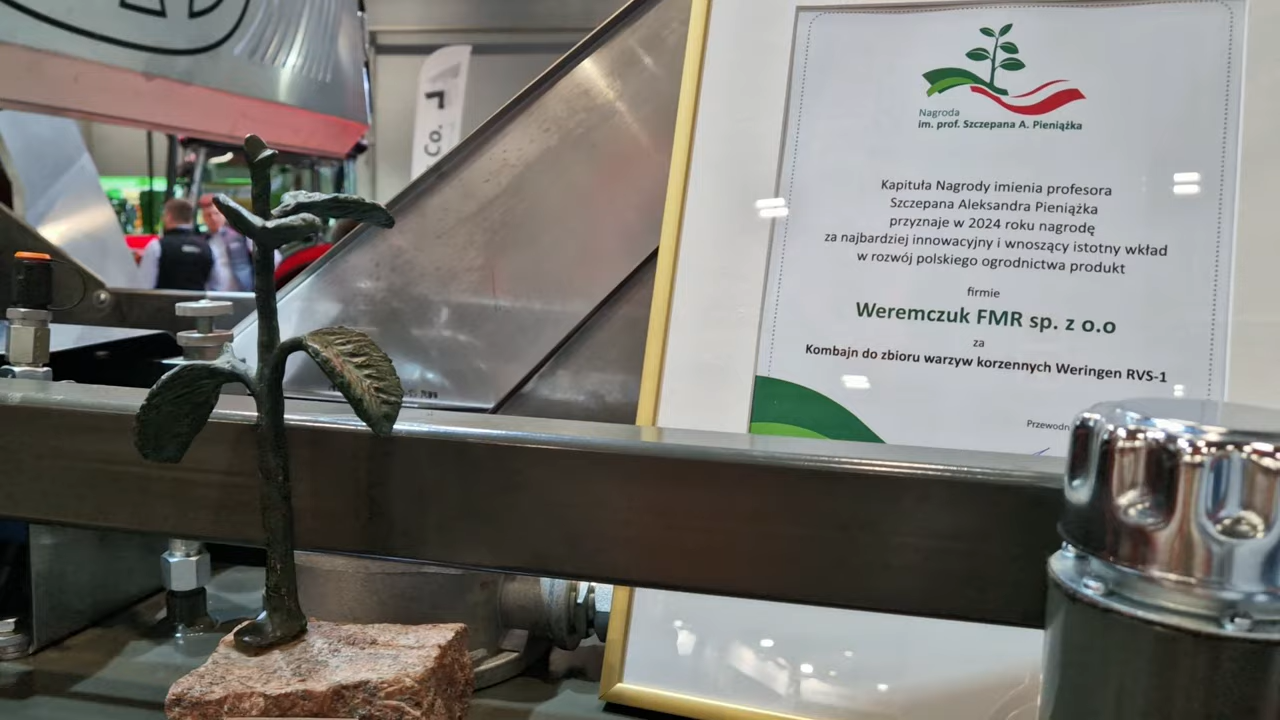 Co.
Nagroda
im. prof. Szczepana A. Pieniążka
Kapituła Nagrody imienia profesora
Szczepana Aleksandra Pieniążka
przyznaje w 2024 roku nagrodę
za najbardziej innowacyjny i wnoszący istotny wkład
w rozwój polskiego ogrodnictwa produkt
firmie
Weremczuk FMR sp. z o.o
za
Kombajn do zbioru warzyw korzennych Weringen RVS-1